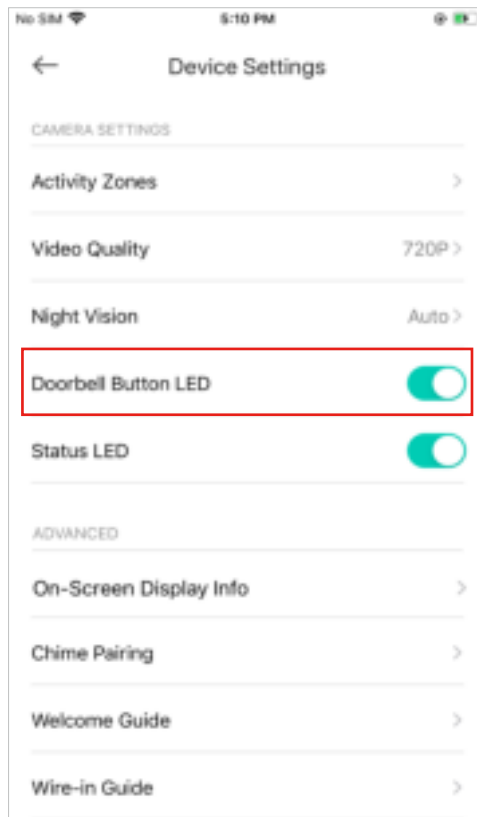 No SIM 5:10 PM
Device Settings
CAMERA SETTINGS
Activity Zones
Video Quality 720P
Night Vision Auto
Doorbell Button LED
Status LED
ADVANCED
On-Screen Display Info
Chime Pairing
Welcome Guide
Wire-in Guide